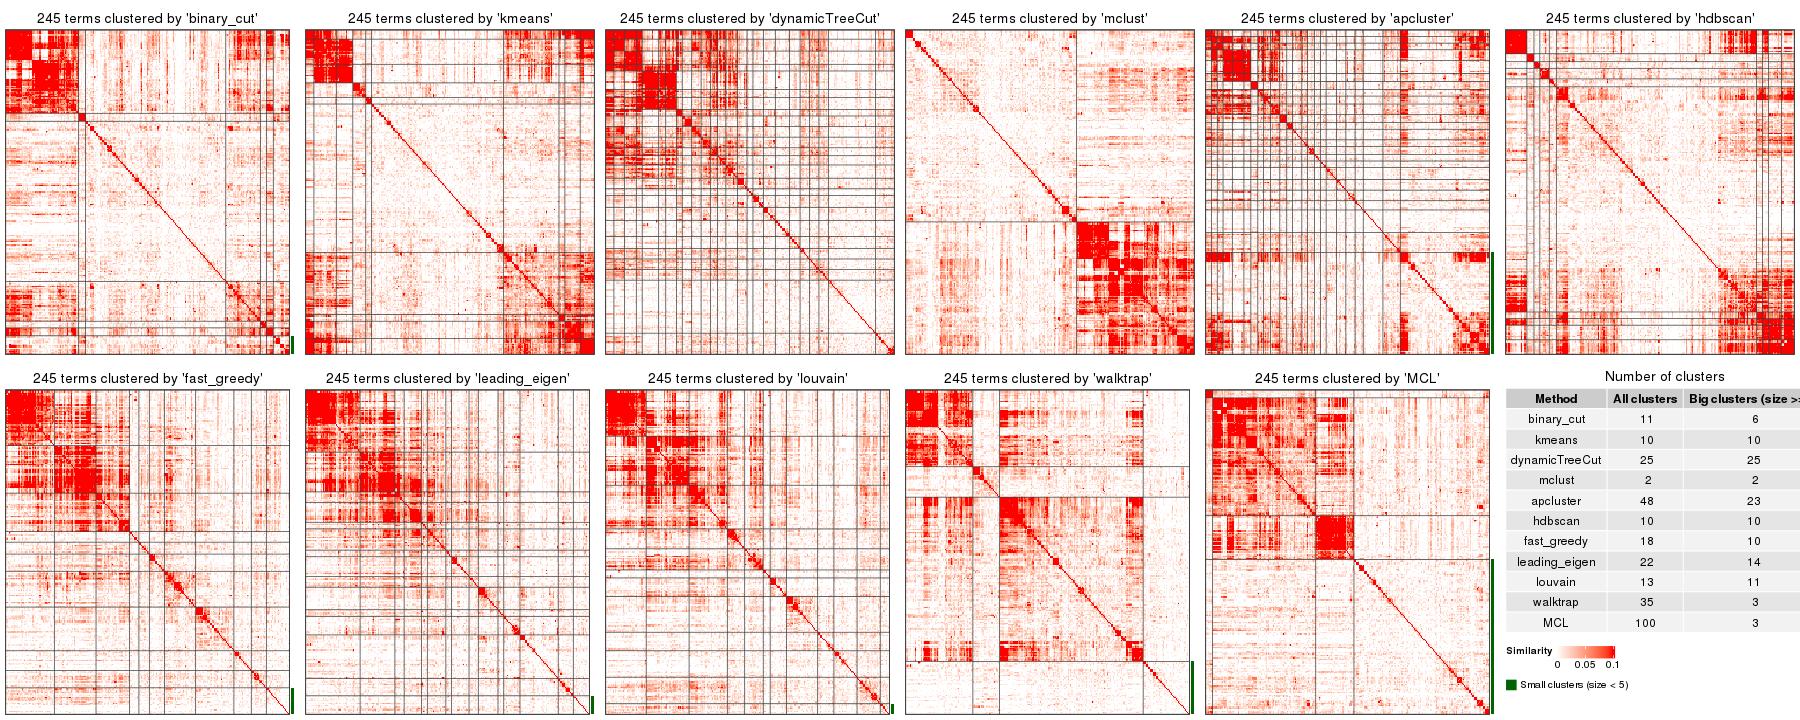 245 terms clustered by 'binary_cut'
245 terms clustered by 'kmeans'
245 terms clustered by 'dynamicTreeCut'
245 terms clustered by 'mclust'
245 terms clustered by 'apcluster'
245 terms clustered by 'hdbscan'
245 terms clustered by 'fast_greedy'
245 terms clustered by 'leading_eigen'
245 terms clustered by 'louvain'
245 terms clustered by 'walktrap'
245 terms clustered by 'MCL'
Number of clusters
Method All clusters Big clusters (size >=
binary_cut 11 6
kmeans 10 10
dynamicTreeCut 25 25
mclust 2 2
apcluster 48 23
hdbscan 10 10
fast_greedy 18 10
leading_eigen 22 14
louvain 13 11
walktrap 35 3
MCL 100 3
Similarity
0 0.05 0.1
Small clusters (size < 5)